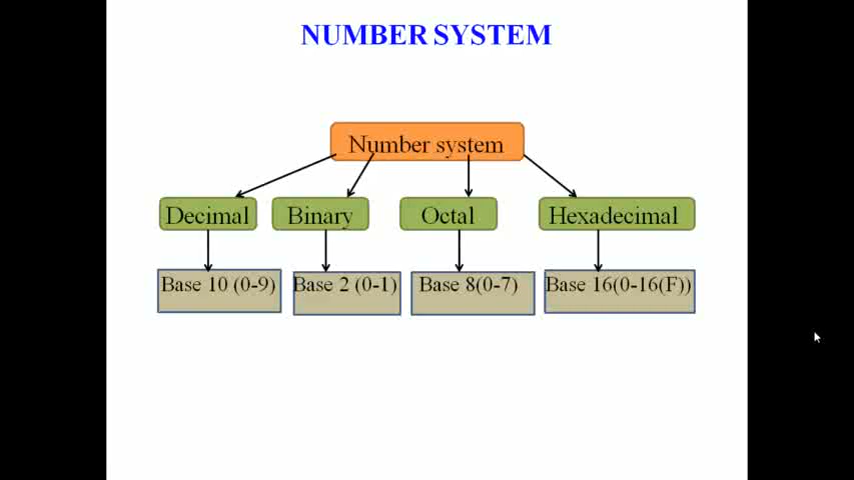 NUMBER SYSTEM
Number system
Decimal
Binary
Octal
Hexadecimal
Base 10 (0-9)
Base 2 (0-1)
Base 8(0-7)
Base 16(0-16(F))